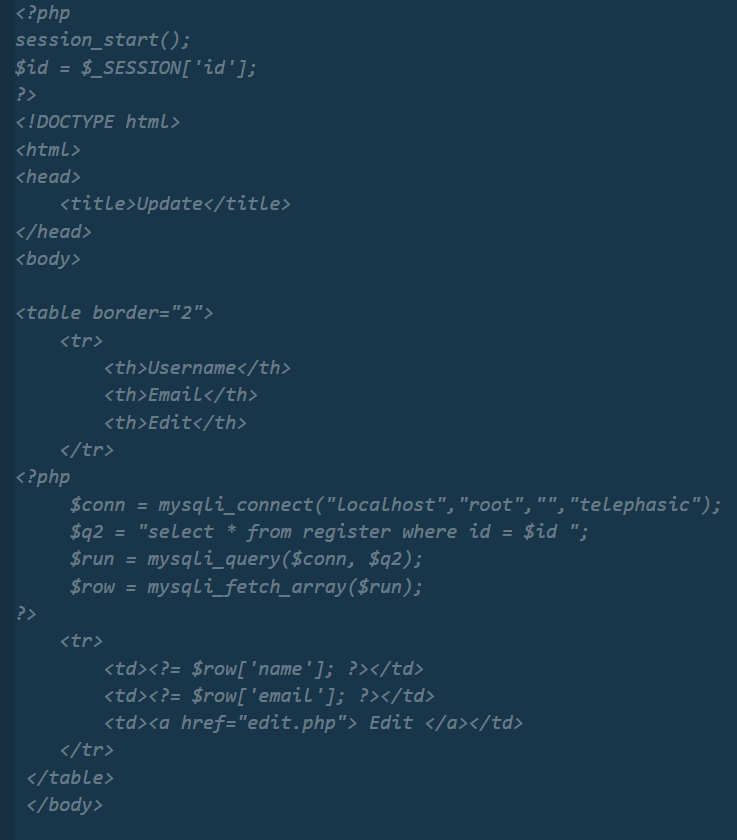 <?php
session_start();
$id = $_SESSION['id'];
?>
<!DOCTYPE html>
<html>
<head>
    <title>Update</title>
</head>
<body>

<table border="2">
    <tr>
        <th>Username</th>
        <th>Email</th>
        <th>Edit</th>
    </tr>
<?php
     $conn = mysqli_connect("localhost","root","","telephasic");
     $q2 = "select * from register where id = $id ";
     $run = mysqli_query($conn, $q2);
     $row = mysqli_fetch_array($run);
?>
    <tr>
        <td><?= $row['name']; ?></td>
        <td><?= $row['email']; ?></td>
        <td><a href="edit.php"> Edit </a></td>
    </tr>
 </table>
 </body>